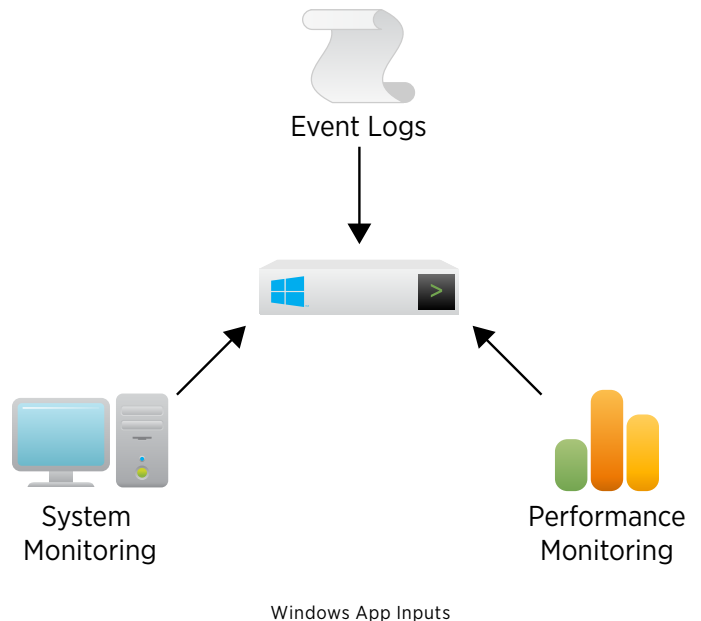 Event Logs
>
System
Monitoring
Performance
Monitoring
Windows App Inputs